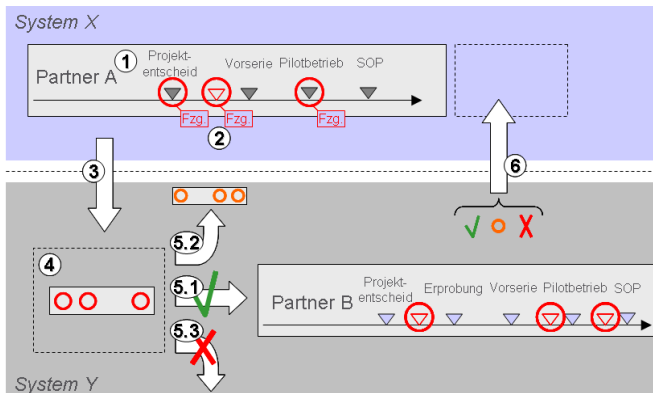 System X
1
Projekt-
entscheid
Vorserie
Pilotbetrieb
SOP
Partner A
Fzg.
2
Fzg.
Fzg.
3
6
4
5.2
5.1
5.3
Partner B
Projekt-
entscheid
Erprobung
Vorserie
Pilotbetrieb
SOP
System Y